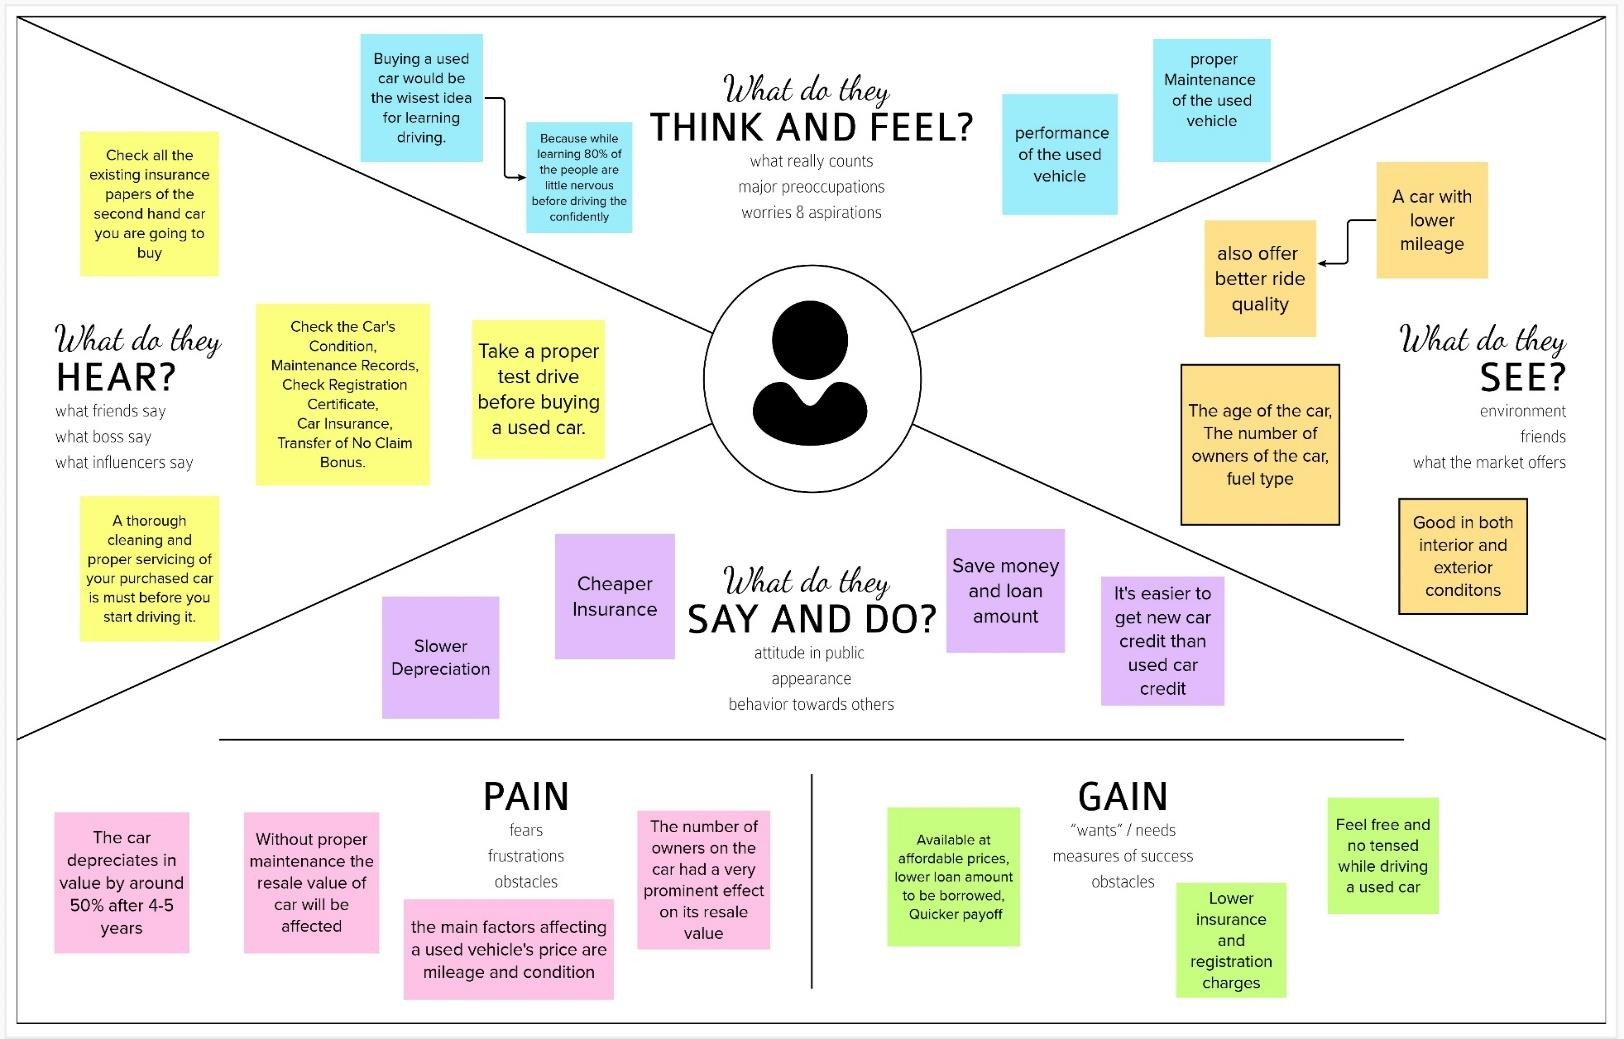 Buying a used
car would be
the wisest idea
for learning
driving.
Because while
learning 80% of
the people are
little nervous
before driving the
confidently
What do they
THINK AND FEEL?
what really counts
major preoccupations
worries & aspirations
performance
of the used
vehicle
proper
Maintenance
of the used
vehicle
Check all the
existing insurance
papers of the
second hand car
you are going to
buy
What do they
HEAR?
what friends say
what boss say
what influencers say
Check the Car's
Condition,
Maintenance Records,
Check Registration
Certificate,
Car Insurance,
Transfer of No Claim
Bonus.
Take a proper
test drive
before buying
a used car.
A thorough
cleaning and
proper servicing of
your purchased car
is must before you
start driving it.
A car with
lower
mileage
also offer
better ride
quality
What do they
SEE?
environment
friends
what the market offers
The age of the car,
The number of
owners of the car,
fuel type
Good in both
interior and
exterior
conditons
Slower
Depreciation
Cheaper
Insurance
What do they
SAY AND DO?
attitude in public
appearance
behavior towards others
Save money
and loan
amount
It's easier to
get new car
credit than
used car
credit
PAIN
fears
frustrations
obstacles
The car
depreciates in
value by around
50% after 4-5
years
Without proper
maintenance the
resale value of
car will be
affected
the main factors affecting
a used vehicle's price are
mileage and condition
The number of
owners on the
car had a very
prominent effect
on its resale
value
GAIN
“wants” / needs
measures of success
obstacles
Available at
affordable prices,
lower loan amount
to be borrowed,
Quicker payoff
Lower
insurance
and
registration
charges
Feel free and
no tensed
while driving
a used car